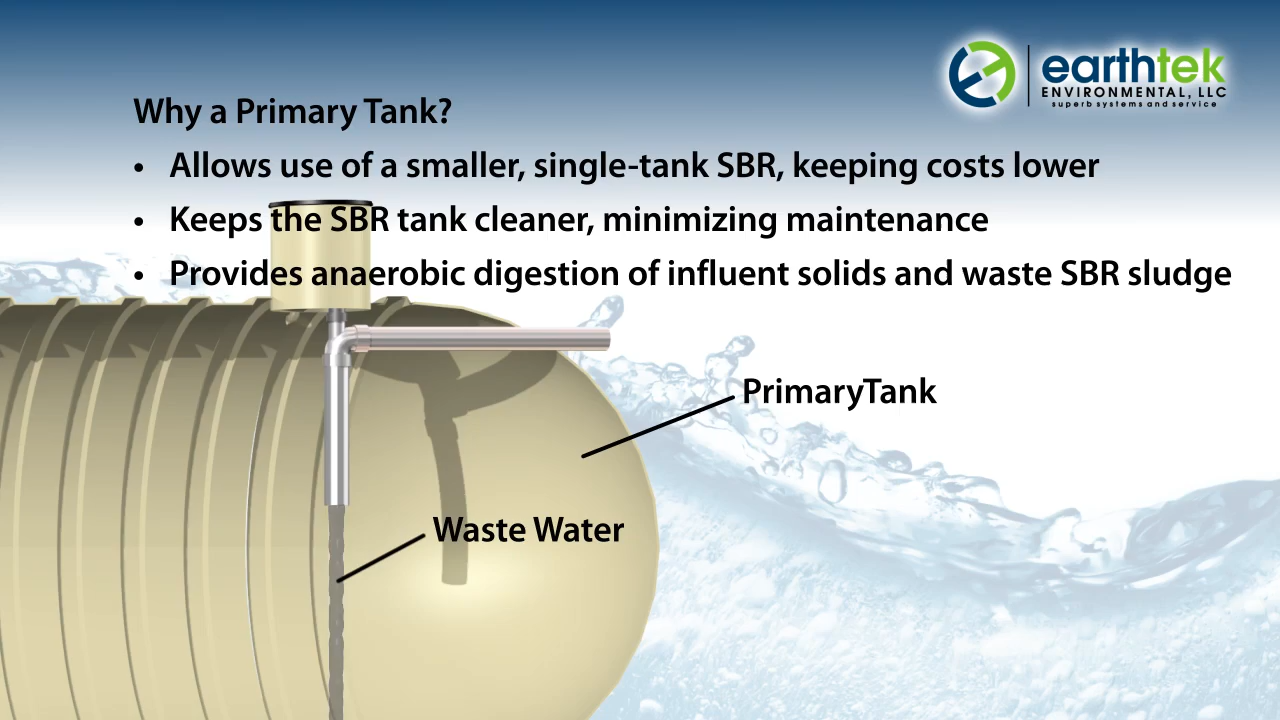 earthtek
ENVIRONMENTAL, LLC
superb systems and service
Why a Primary Tank?
• Allows use of a smaller, single-tank SBR, keeping costs lower
• Keeps the SBR tank cleaner, minimizing maintenance
• Provides anaerobic digestion of influent solids and waste SBR sludge
PrimaryTank
Waste Water